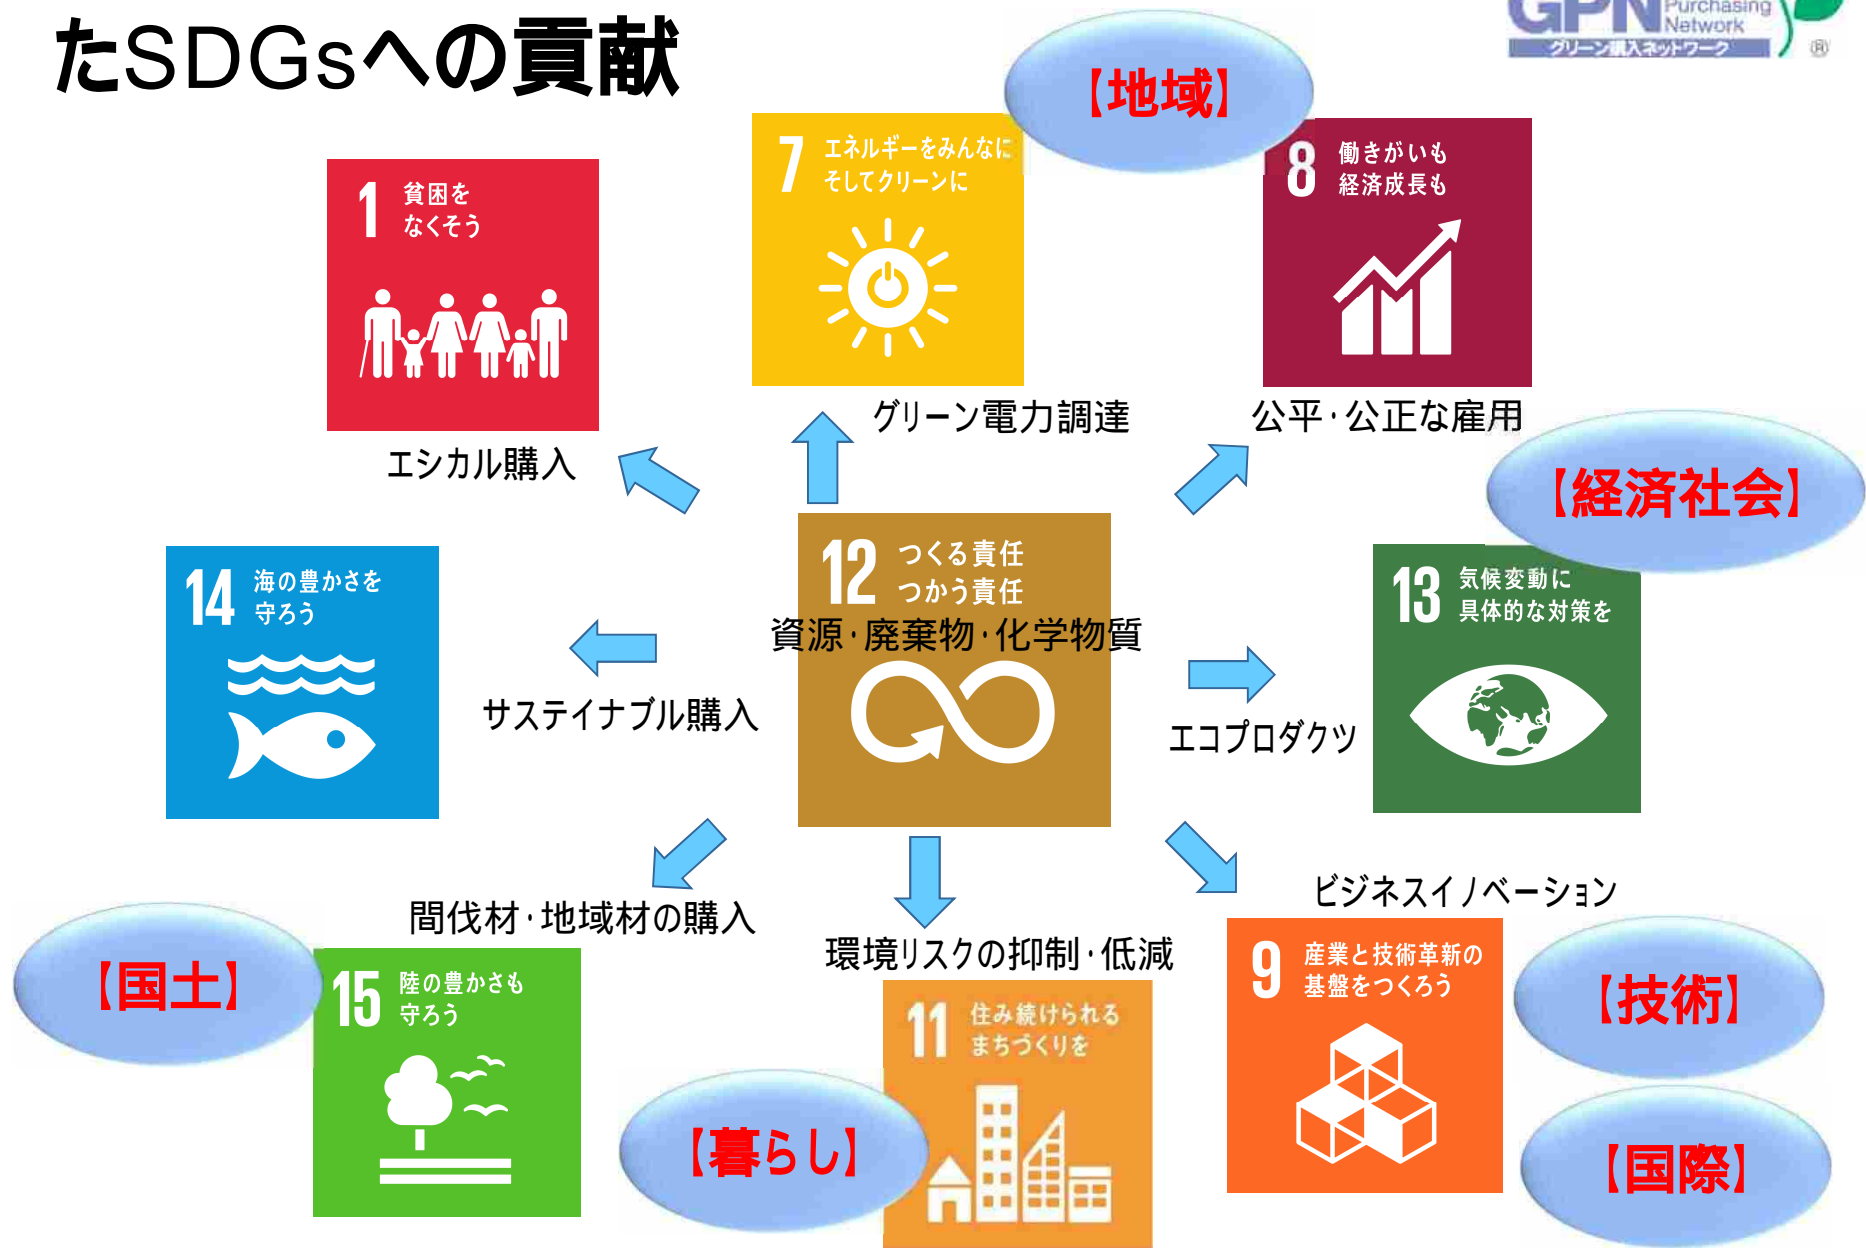 たSDGsへの貢献
GPN
Purchasing
Network
グリーン購入ネットワーク
®
【地域】
1 貧困を
なくそう
7 エネルギーをみんなに
そしてクリーンに
8 働きがいも
経済成長も
エシカル購入
グリーン電力調達
公平・公正な雇用
【経済社会】
14 海の豊かさを
守ろう
12 つくる責任
つかう責任
資源・廃棄物・化学物質
13 気候変動に
具体的な対策を
サステイナブル購入
エコプロダクツ
間伐材・地域材の購入
環境リスクの抑制・低減
ビジネスイノベーション
【国土】
15 陸の豊かさも
守ろう
【暮らし】
11 住み続けられる
まちづくりを
9 産業と技術革新の
基盤をつくろう
【技術】
【国際】